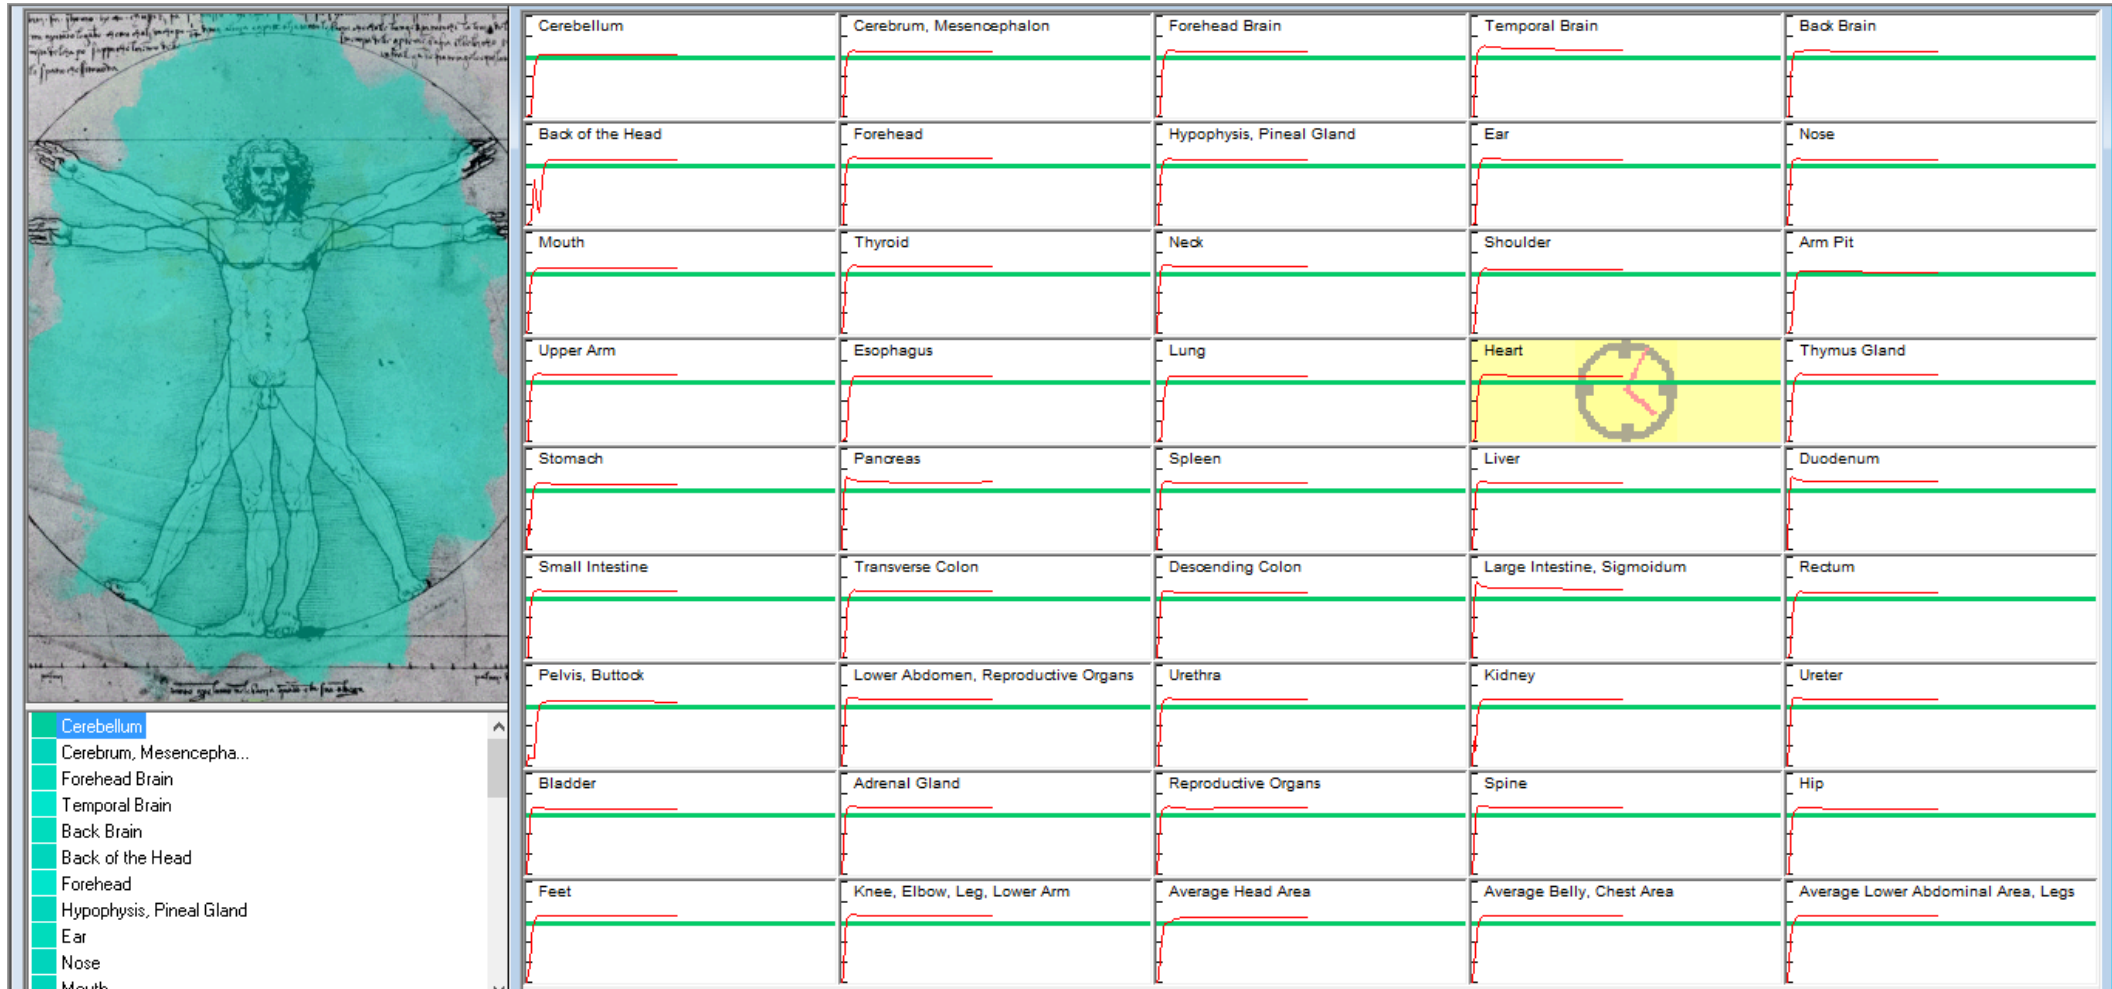 Cerebellum
Cerebrum, Mesencephalon
Forehead Brain
Temporal Brain
Back Brain
Back of the Head
Forehead
Hypophysis, Pineal Gland
Ear
Nose
Mouth
Thyroid
Neck
Shoulder
Arm Pit
Upper Arm
Esophagus
Lung
Heart
Thymus Gland
Stomach
Pancreas
Spleen
Liver
Duodenum
Small Intestine
Transverse Colon
Descending Colon
Large Intestine, Sigmoidum
Rectum
Pelvis, Buttock
Lower Abdomen, Reproductive Organs
Urethra
Kidney
Ureter
Bladder
Adrenal Gland
Reproductive Organs
Spine
Hip
Feet
Knee, Elbow, Leg, Lower Arm
Average Head Area
Average Belly, Chest Area
Average Lower Abdominal Area, Legs
Cerebellum
Cerebrum, Mesencepha...
Forehead Brain
Temporal Brain
Back Brain
Back of the Head
Forehead
Hypophysis, Pineal Gland
Ear
Nose
Mouth